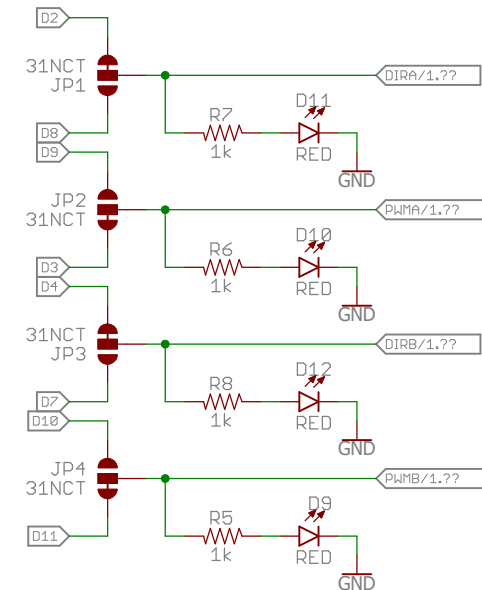 D2
31NCT
JP1
DIRA/1.??
D8
R7
1k
D11
RED
GND
D9
JP2
31NCT
PWMA/1.??
D3
R6
1k
D10
RED
GND
D4
31NCT
JP3
DIRB/1.??
D7
R8
1k
D12
RED
GND
D10
JP4
31NCT
PWMB/1.??
D11
R5
1k
D9
RED
GND